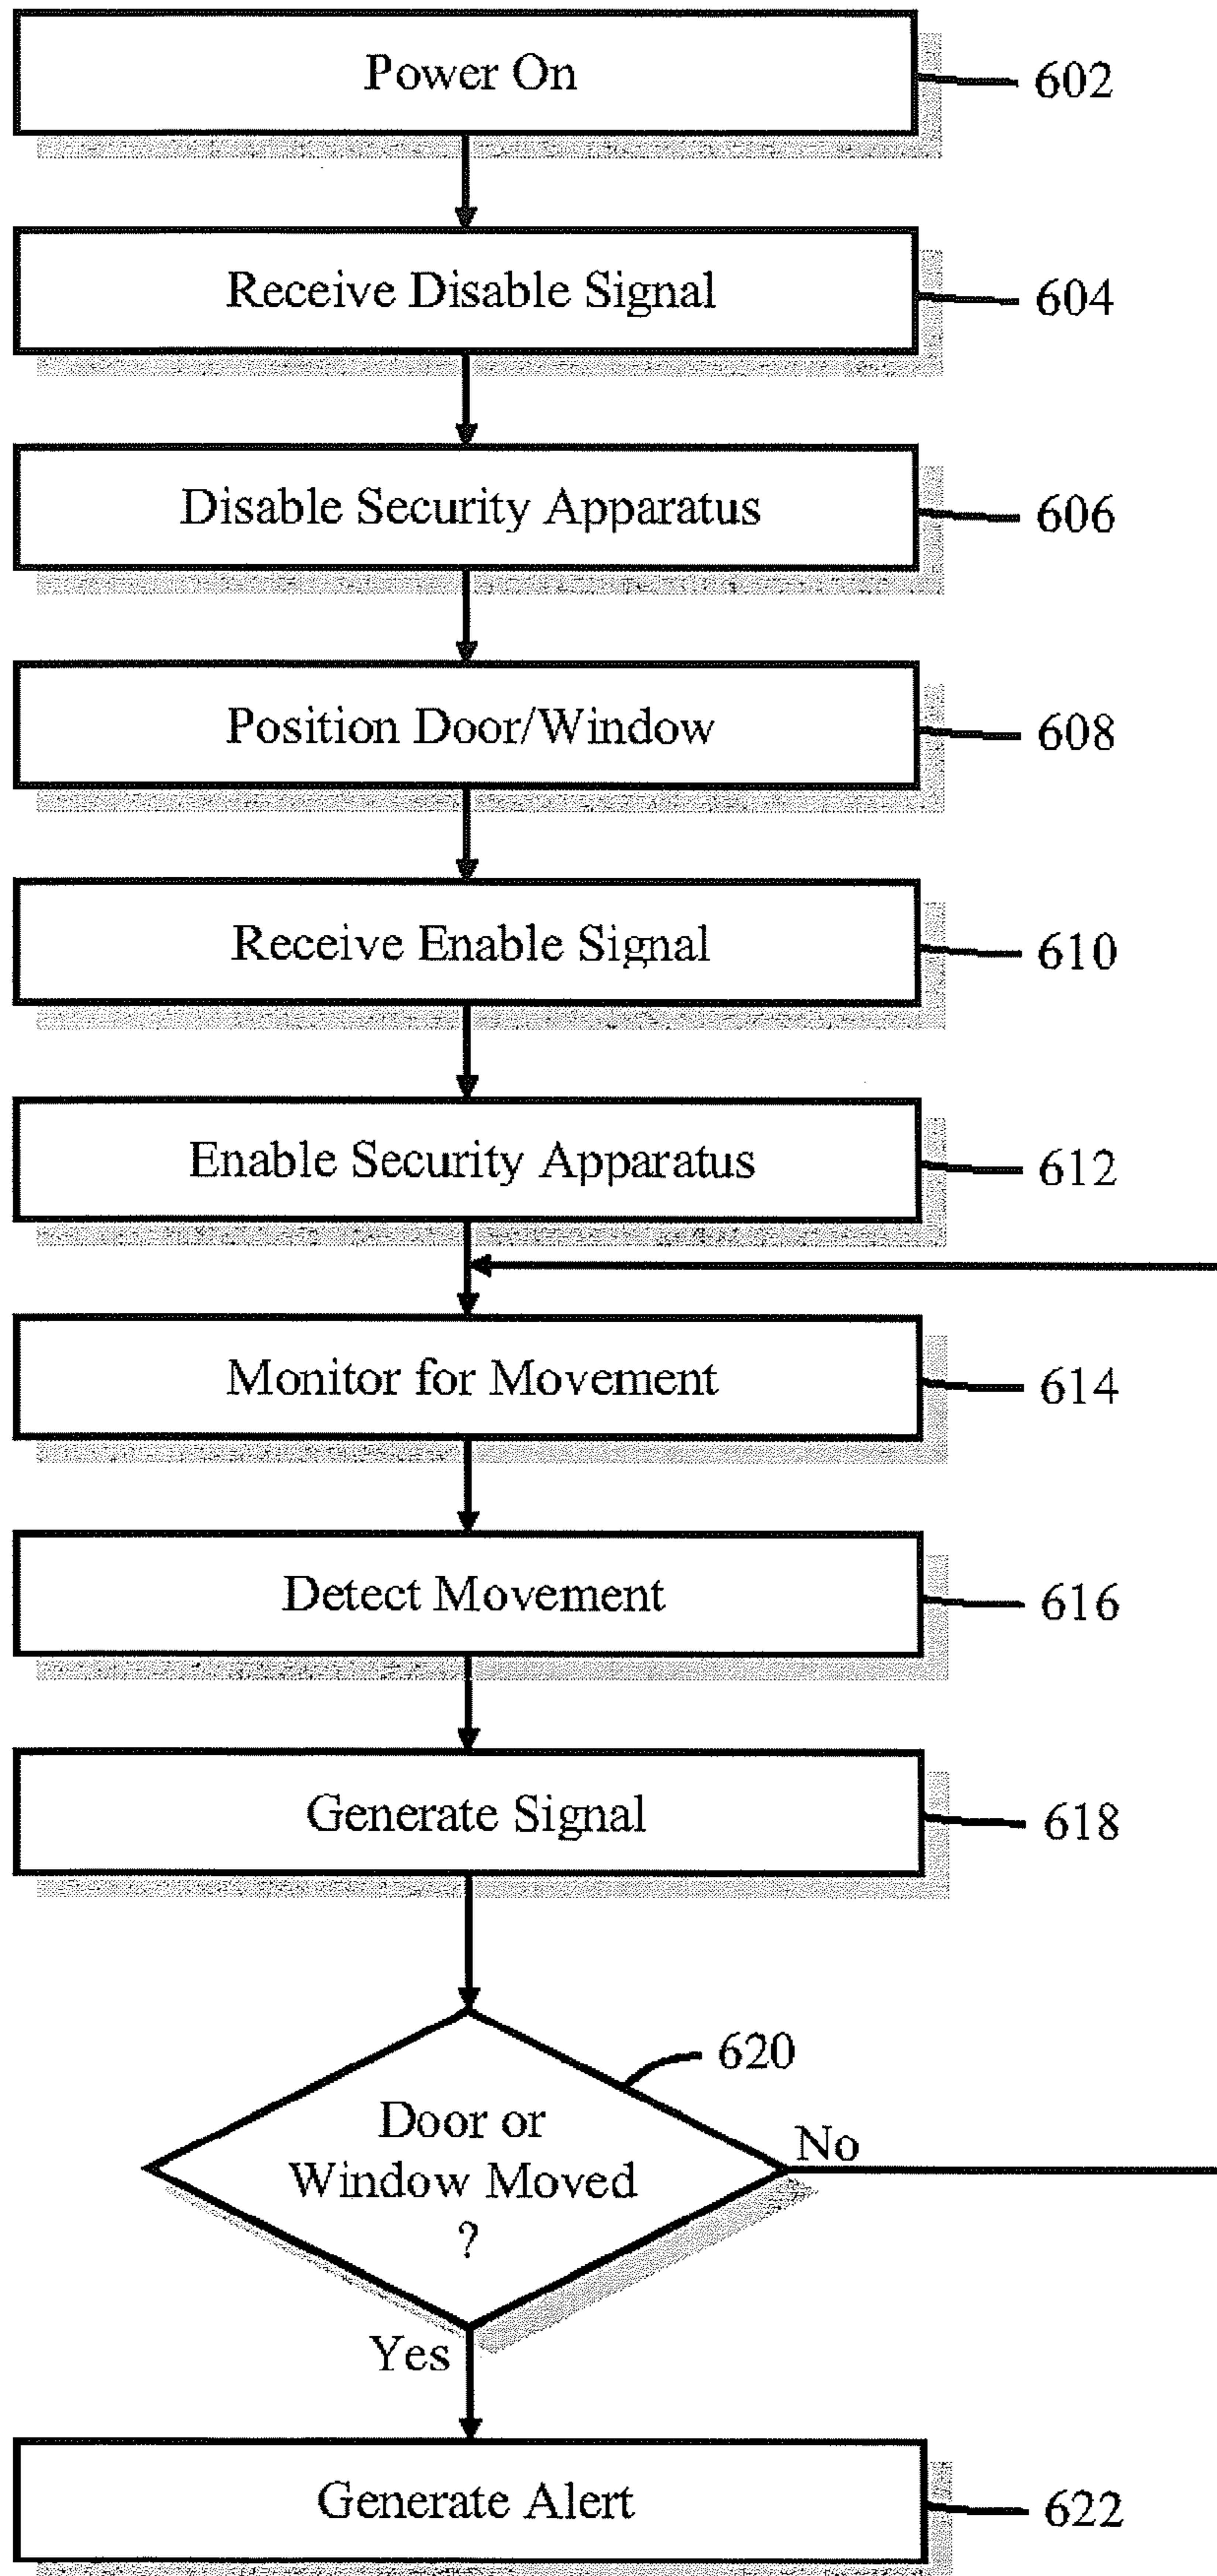 Power On
602
Receive Disable Signal
604
Disable Security Apparatus
606
Position Door/Window
608
Receive Enable Signal
610
Enable Security Apparatus
612
Monitor for Movement
614
Detect Movement
616
Generate Signal
618
620
Door or
Window Moved
?
No
Yes
Generate Alert
622